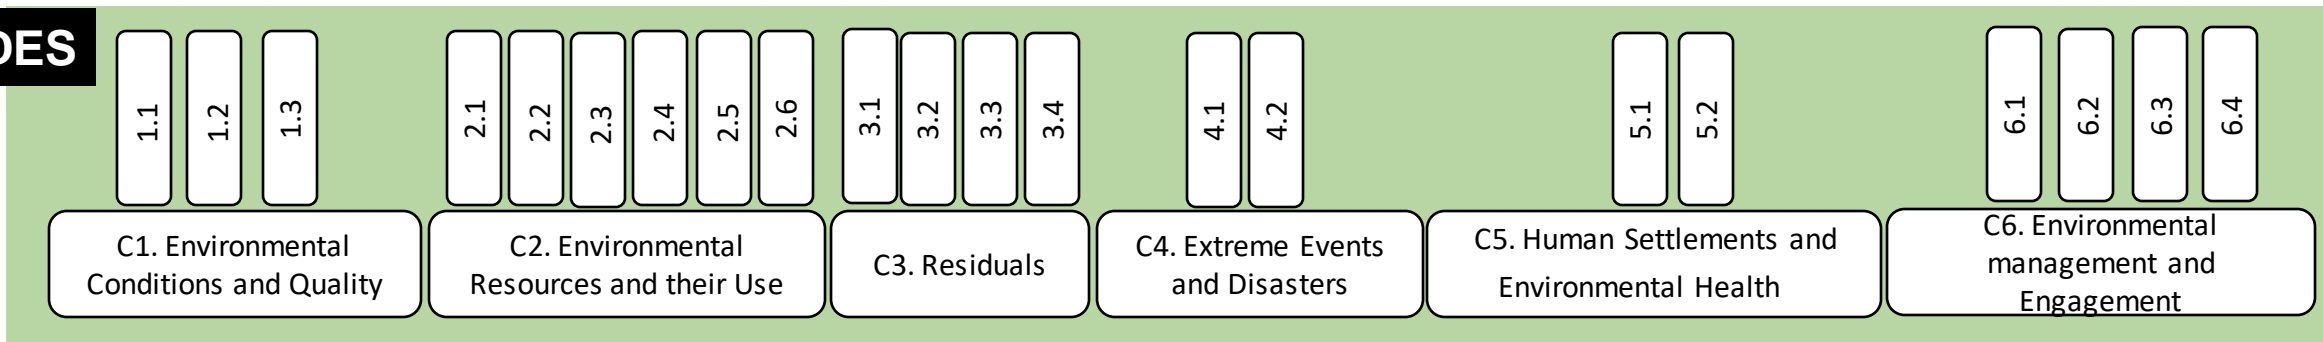 DES
1.1
1.2
1.3
2.1
2.2
2.3
2.4
2.5
2.6
3.1
3.2
3.3
3.4
4.1
4.2
5.1
5.2
6.1
6.2
6.3
6.4
C1. Environmental
Conditions and Quality
C2. Environmental
Resources and their Use
C3. Residuals
C4. Extreme Events
and Disasters
C5. Human Settlements and
Environmental Health
C6. Environmental
management and
Engagement